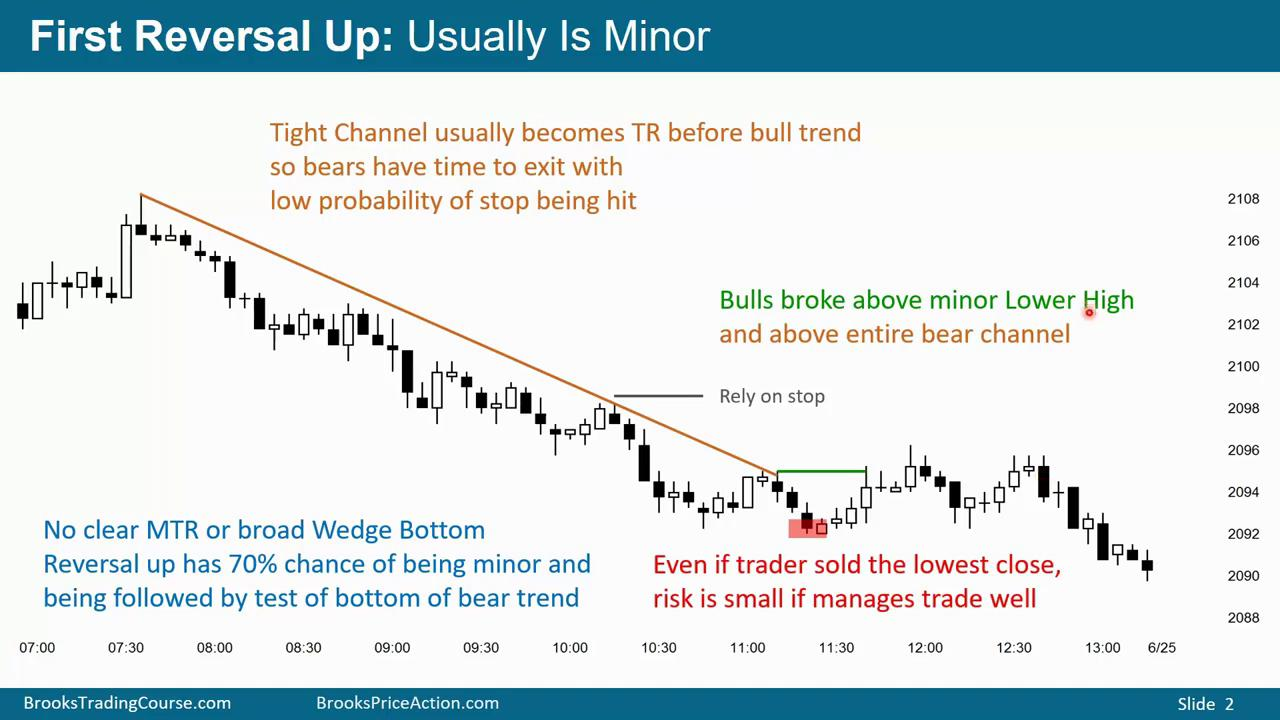 First Reversal Up: Usually Is Minor
Tight Channel usually becomes TR before bull trend
so bears have time to exit with
low probability of stop being hit
2108
2106
2104
2102
2100
2098
2096
2094
2092
2090
2088
Bulls broke above minor Lower High
and above entire bear channel
Rely on stop
No clear MTR or broad Wedge Bottom
Reversal up has 70% chance of being minor and
being followed by test of bottom of bear trend
Even if trader sold the lowest close,
risk is small if manages trade well
07:00 07:30 08:00 08:30 09:00 09:30 10:00 10:30 11:00 11:30 12:00 12:30 13:00 6/25
BrooksTradingCourse.com BrooksPriceAction.com Slide 2